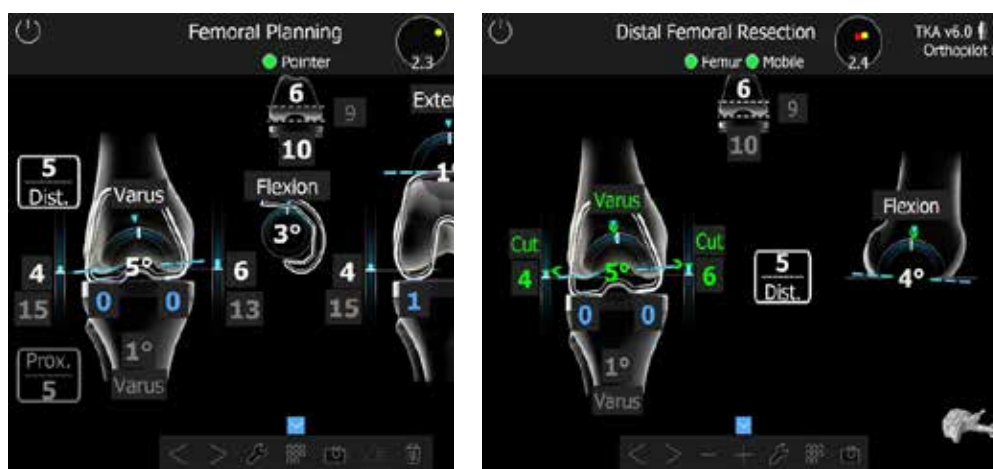 Femoral Planning
Pointer
2.3
6
9
10
Exter
1
5
Dist.
Varus
Flexion
3°
5°
4
6
4
15
13
15
0
0
1
1°
Varus
Prox.
5
Distal Femoral Resection
Femur
Mobile
2.4
TKA v6.0
Orthopilot
6
9
10
Varus
Flexion
Cut
Cut
4
5°
6
5
Dist.
4°
0
0
1°
Varus